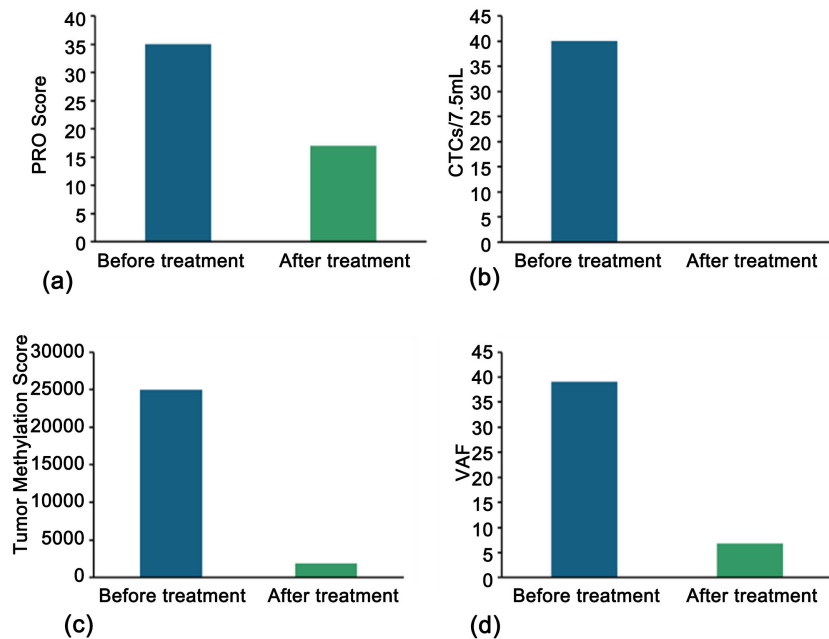 40
35
30
25
20
15
10
5
0
PRO Score
Before treatment
After treatment
(a)
45
40
35
30
25
20
15
10
5
0
CTCs/7.5mL
Before treatment
After treatment
(b)
30000
25000
20000
15000
10000
5000
0
Tumor Methylation Score
Before treatment
After treatment
(c)
45
40
35
30
25
20
15
10
5
0
VAF
Before treatment
After treatment
(d)